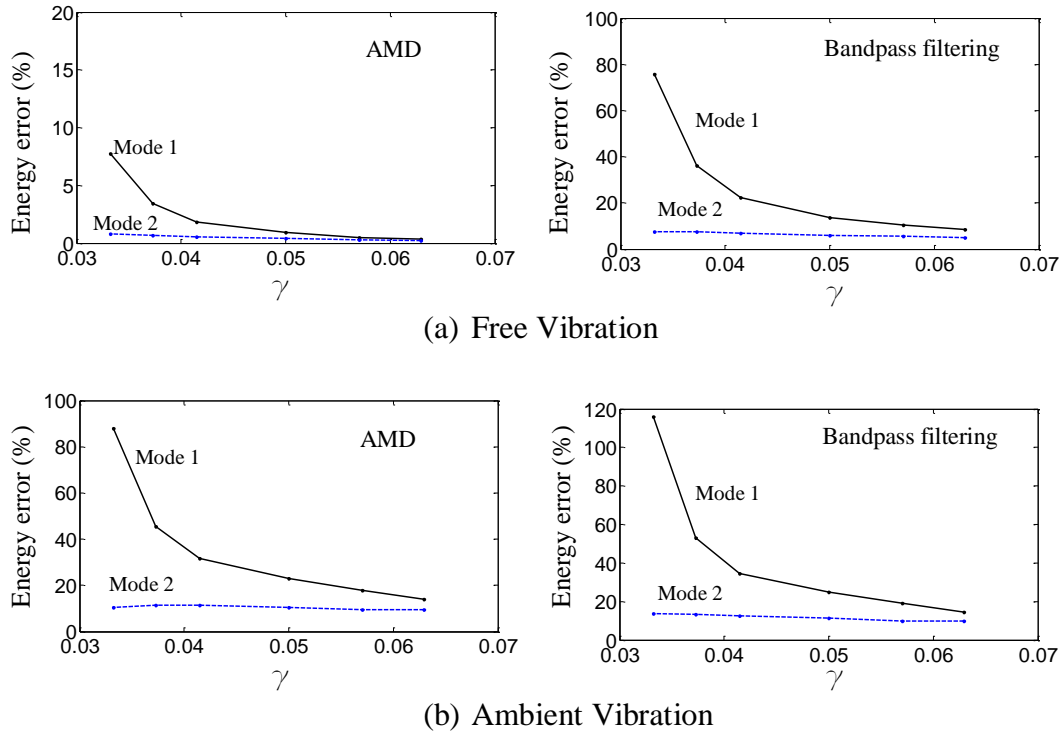 AMD
Energy error (%)
20
15
10
5
0
Mode 1
Mode 2
0.03 0.04 0.05 0.06 0.07
γ
Bandpass filtering
Energy error (%)
100
80
60
40
20
0
Mode 1
Mode 2
0.03 0.04 0.05 0.06 0.07
γ
(a) Free Vibration
AMD
Energy error (%)
100
80
60
40
20
0
Mode 1
Mode 2
0.03 0.04 0.05 0.06 0.07
γ
Bandpass filtering
Energy error (%)
120
100
80
60
40
20
0
Mode 1
Mode 2
0.03 0.04 0.05 0.06 0.07
γ
(b) Ambient Vibration